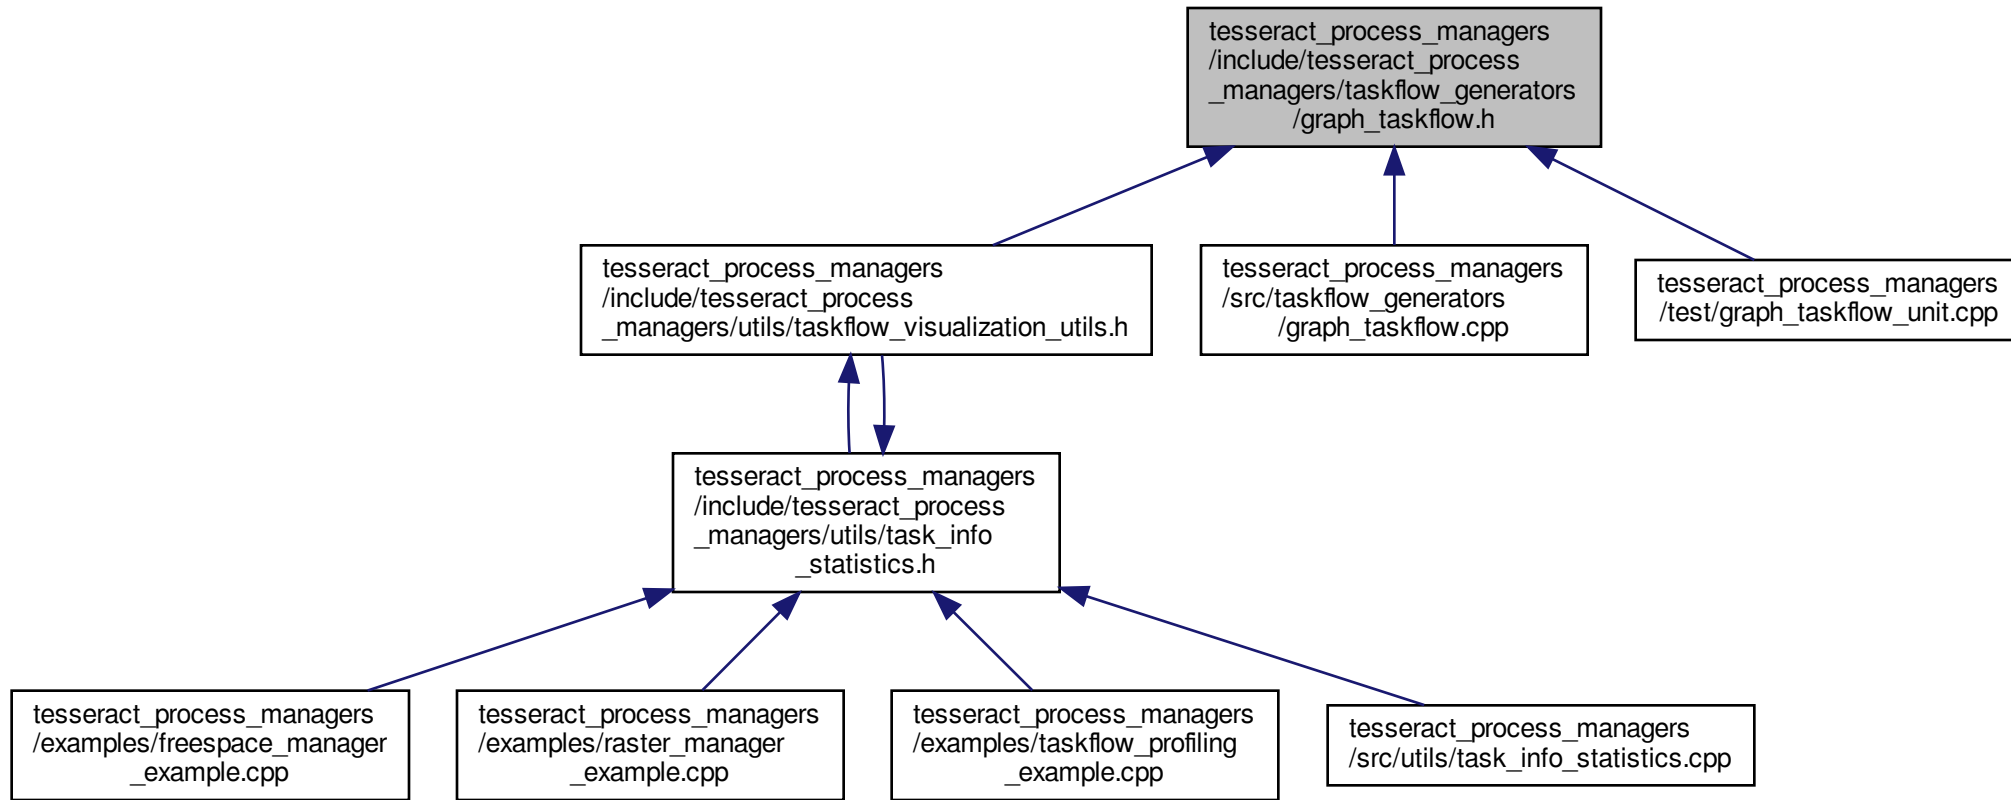 tesseract_process_managers
/include/tesseract_process
_managers/taskflow_generators
/graph_taskflow.h
tesseract_process_managers
/include/tesseract_process
_managers/utils/taskflow_visualization_utils.h
tesseract_process_managers
/src/taskflow_generators
/graph_taskflow.cpp
tesseract_process_managers
/test/graph_taskflow_unit.cpp
tesseract_process_managers
/include/tesseract_process
_managers/utils/task_info
_statistics.h
tesseract_process_managers
/examples/freespace_manager
_example.cpp
tesseract_process_managers
/examples/raster_manager
_example.cpp
tesseract_process_managers
/examples/taskflow_profiling
_example.cpp
tesseract_process_managers
/src/utils/task_info_statistics.cpp